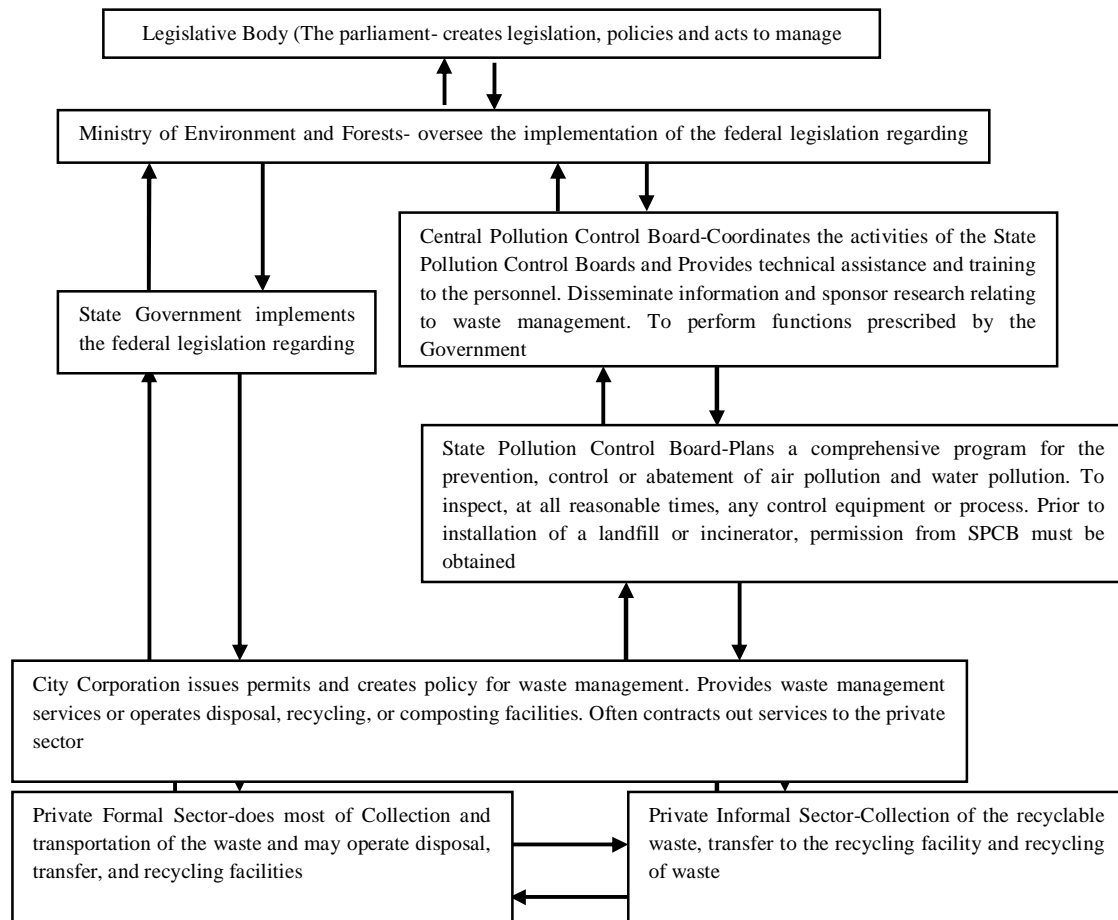 Legislative Body (The parliament- creates legislation, policies and acts to manage
Ministry of Environment and Forests- oversee the implementation of the federal legislation regarding
Central Pollution Control Board-Coordinates the activities of the State
Pollution Control Boards and Provides technical assistance and training
to the personnel. Disseminate information and sponsor research relating
to waste management. To perform functions prescribed by the
Government
State Government implements
the federal legislation regarding
State Pollution Control Board-Plans a comprehensive program for the
prevention, control or abatement of air pollution and water pollution. To
inspect, at all reasonable times, any control equipment or process. Prior to
installation of a landfill or incinerator, permission from SPCB must be
obtained
City Corporation issues permits and creates policy for waste management. Provides waste management
services or operates disposal, recycling, or composting facilities. Often contracts out services to the private
sector
Private Formal Sector-does most of Collection and
transportation of the waste and may operate disposal,
transfer, and recycling facilities
Private Informal Sector-Collection of the recyclable
waste, transfer to the recycling facility and recycling
of waste